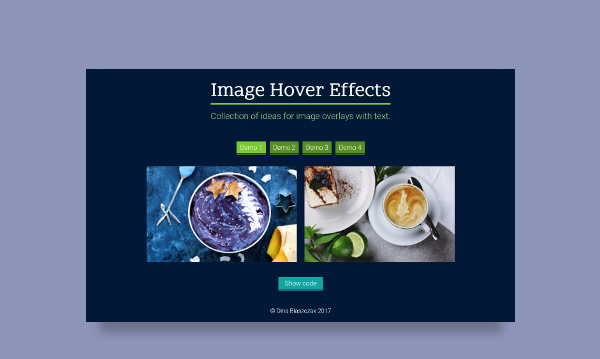 Image Hover Effects
Collection of ideas for image overlays with text.
Demo 1 Demo 2 Demo 3 Demo 4
Show code
© Dina Blaszczak 2017